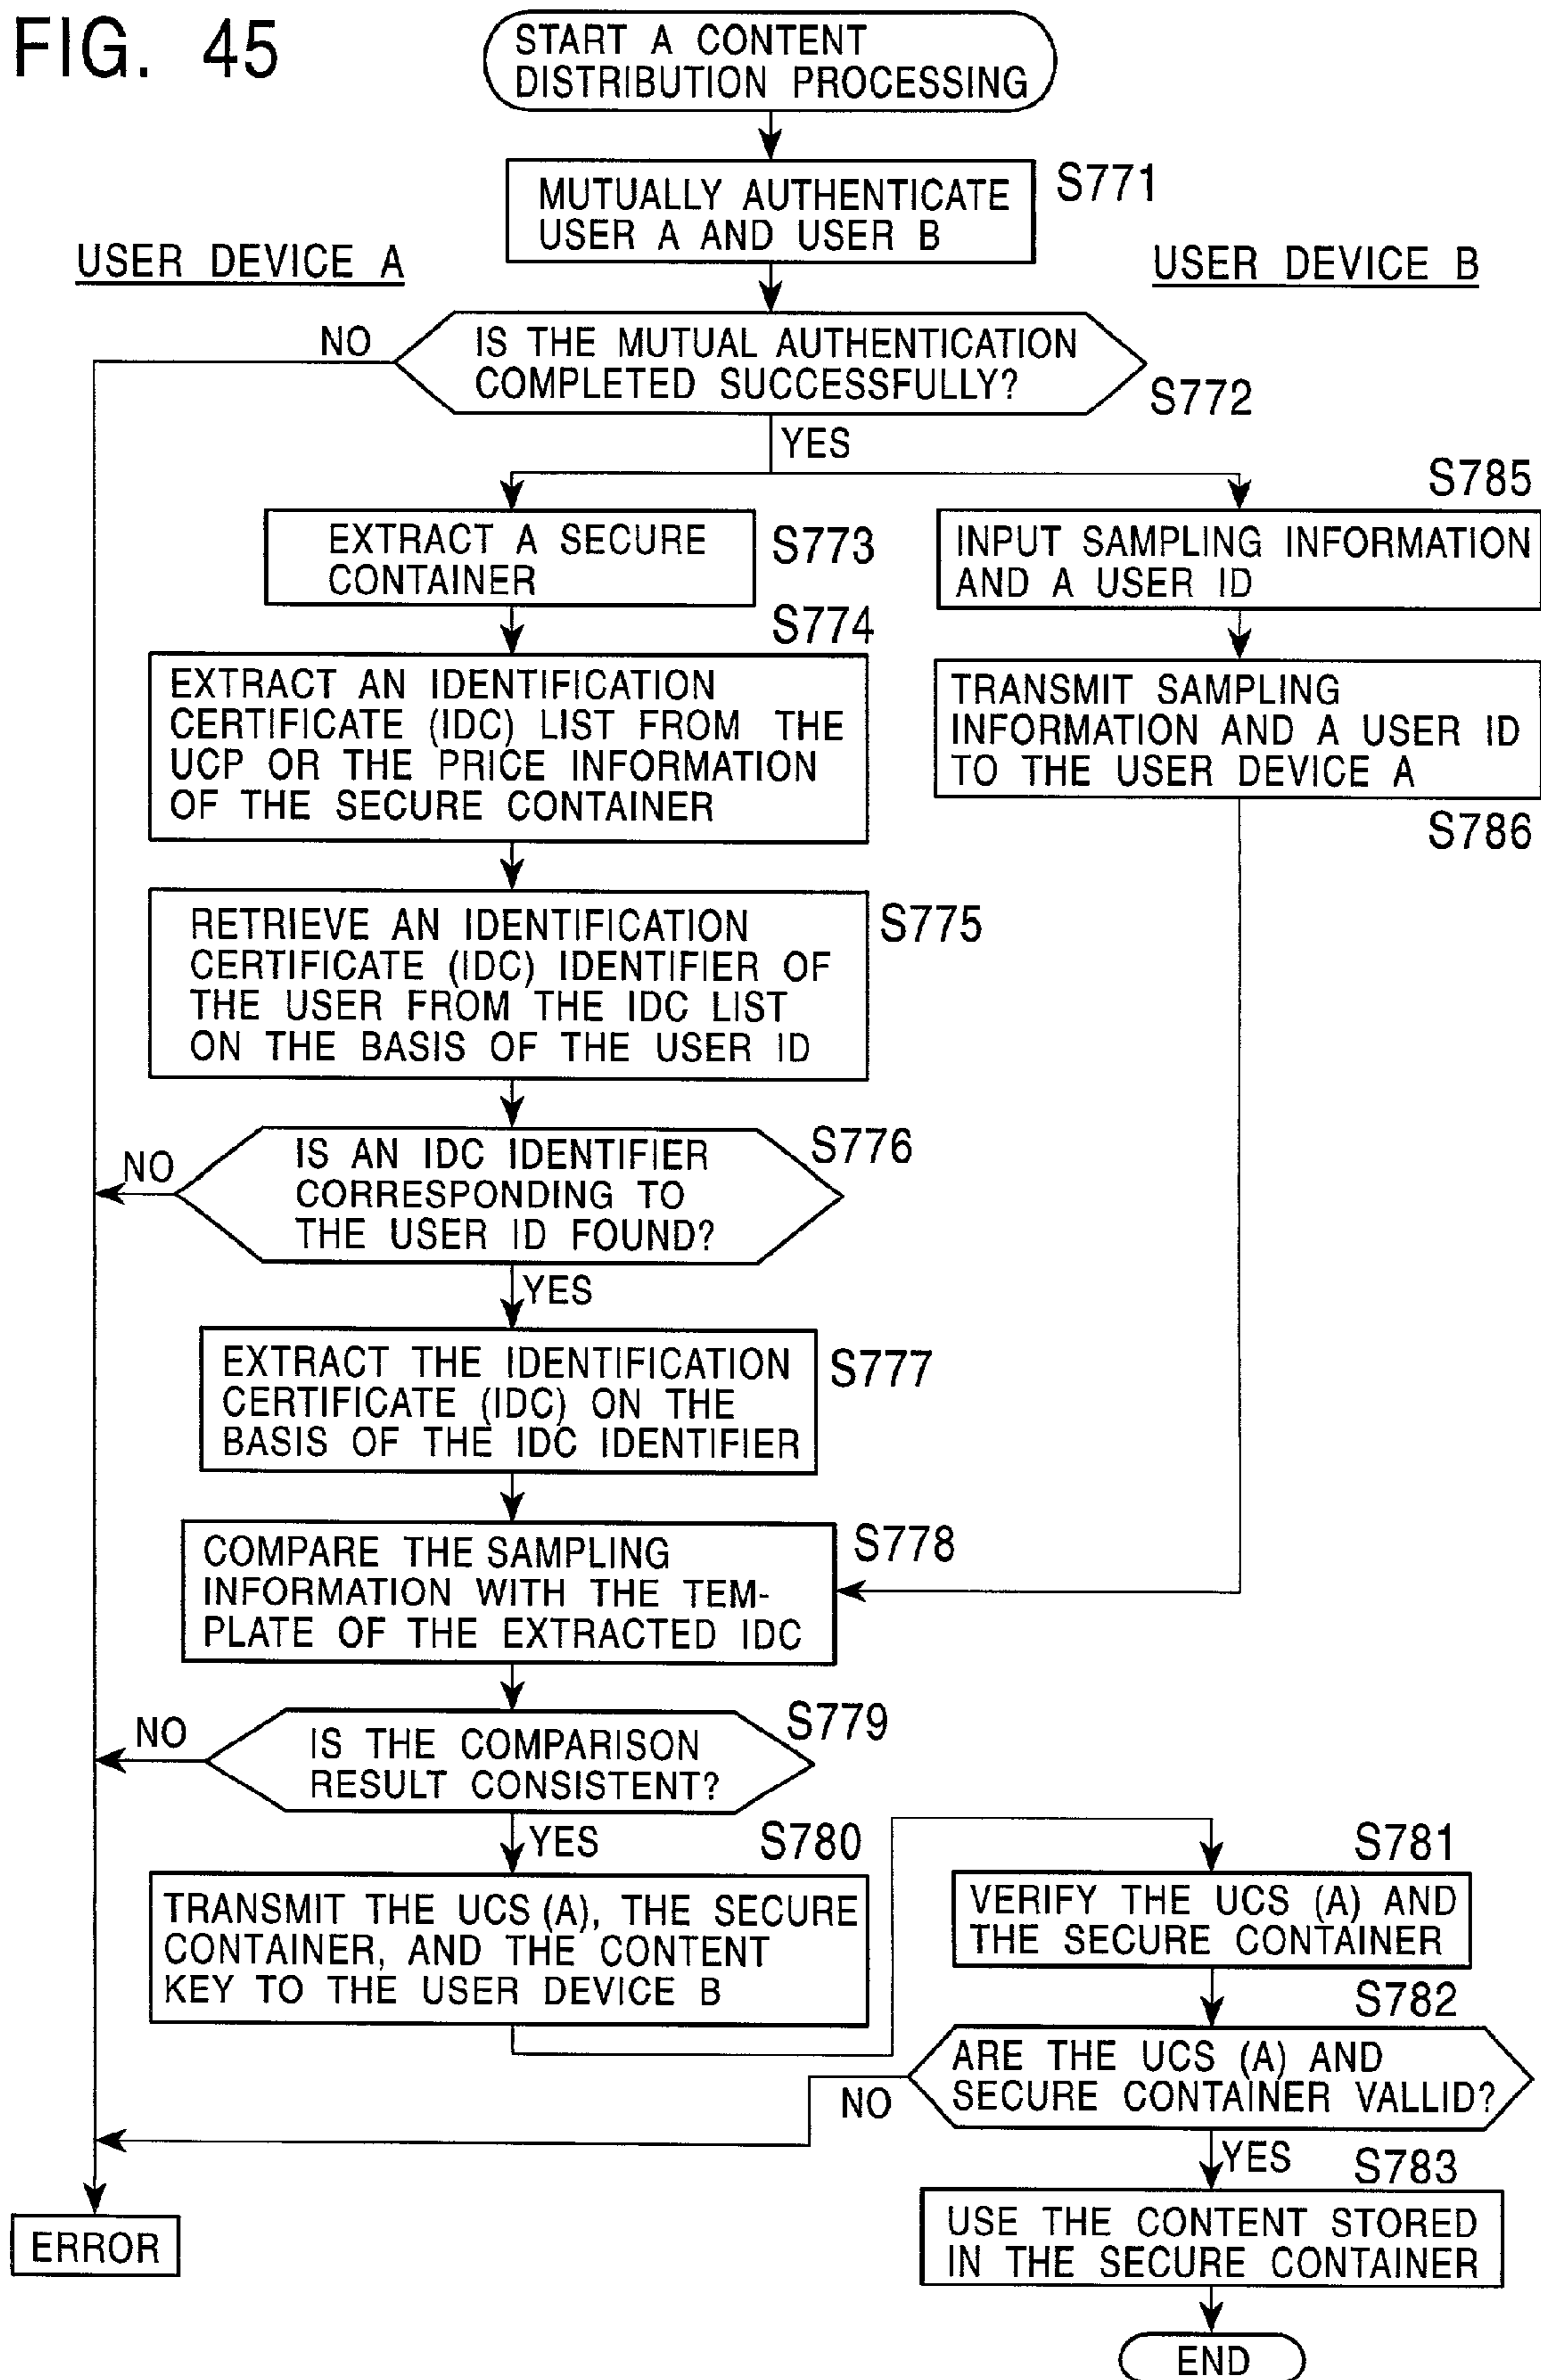 FIG. 45
START A CONTENT
DISTRIBUTION PROCESSING
MUTUALLY AUTHENTICATE
USER A AND USER B
S771
USER DEVICE A
USER DEVICE B
NO
IS THE MUTUAL AUTHENTICATION
COMPLETED SUCCESSFULLY?
S772
YES
EXTRACT A SECURE
CONTAINER
S773
S785
INPUT SAMPLING INFORMATION
AND A USER ID
S774
EXTRACT AN IDENTIFICATION
CERTIFICATE (IDC) LIST FROM THE
UCP OR THE PRICE INFORMATION
OF THE SECURE CONTAINER
TRANSMIT SAMPLING
INFORMATION AND A USER ID
TO THE USER DEVICE A
S786
RETRIEVE AN IDENTIFICATION
CERTIFICATE (IDC) IDENTIFIER OF
THE USER FROM THE IDC LIST
ON THE BASIS OF THE USER ID
S775
NO
IS AN IDC IDENTIFIER
CORRESPONDING TO
THE USER ID FOUND?
S776
YES
EXTRACT THE IDENTIFICATION
CERTIFICATE (IDC) ON THE
BASIS OF THE IDC IDENTIFIER
S777
COMPARE THE SAMPLING
INFORMATION WITH THE TEM-
PLATE OF THE EXTRACTED IDC
S778
NO
IS THE COMPARISON
RESULT CONSISTENT?
S779
YES
S780
TRANSMIT THE UCS (A), THE SECURE
CONTAINER, AND THE CONTENT
KEY TO THE USER DEVICE B
S781
VERIFY THE UCS (A) AND
THE SECURE CONTAINER
S782
ARE THE UCS (A) AND
SECURE CONTAINER VALLID?
NO
YES
S783
USE THE CONTENT STORED
IN THE SECURE CONTAINER
ERROR
END